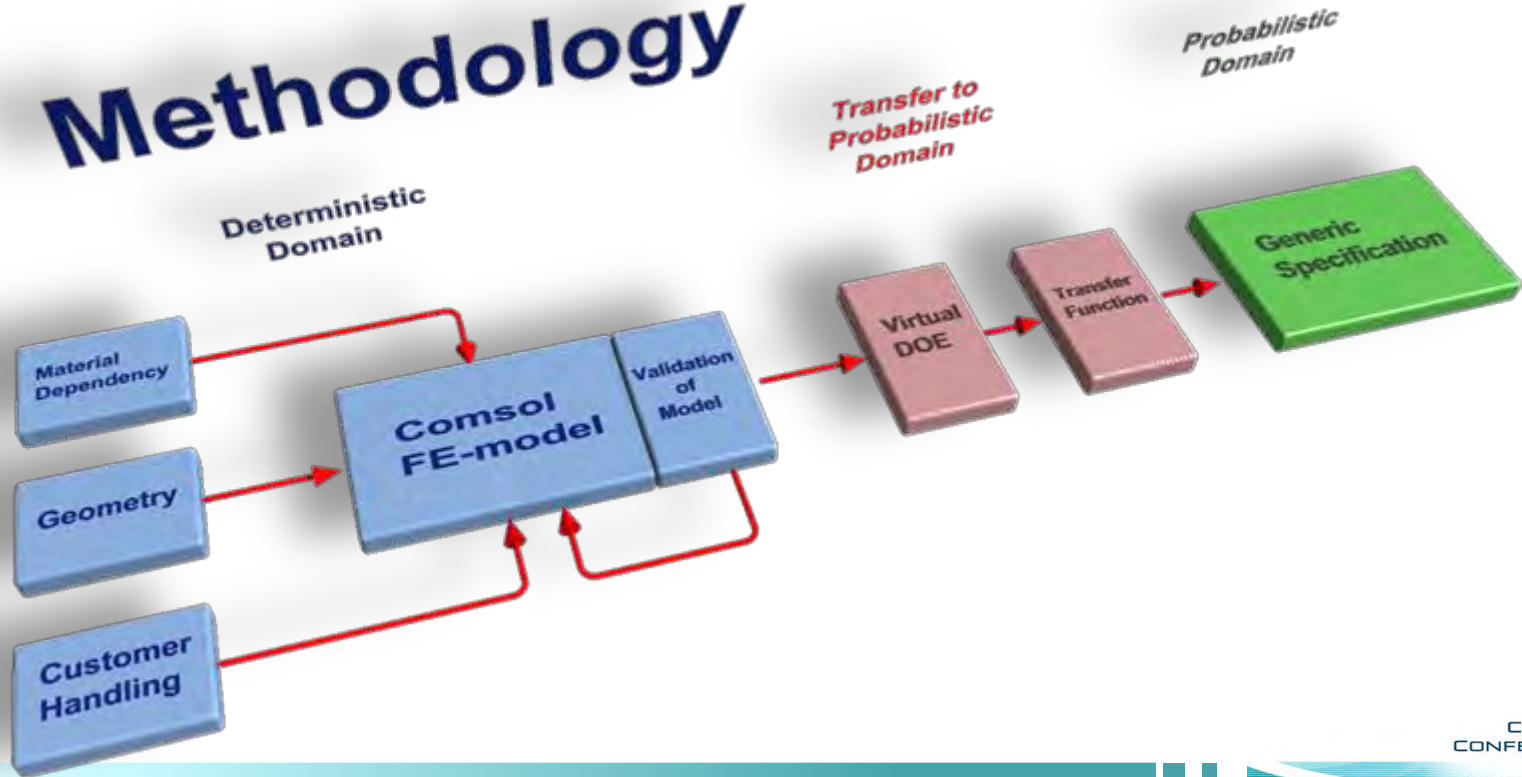 Methodology
Deterministic
Domain
Transfer to
Probabilistic
Domain
Probabilistic
Domain
Material
Dependency
Geometry
Customer
Handling
Comsol
FE-model
Validation
of
Model
Virtual
DOE
Transfer
Function
Generic
Specification